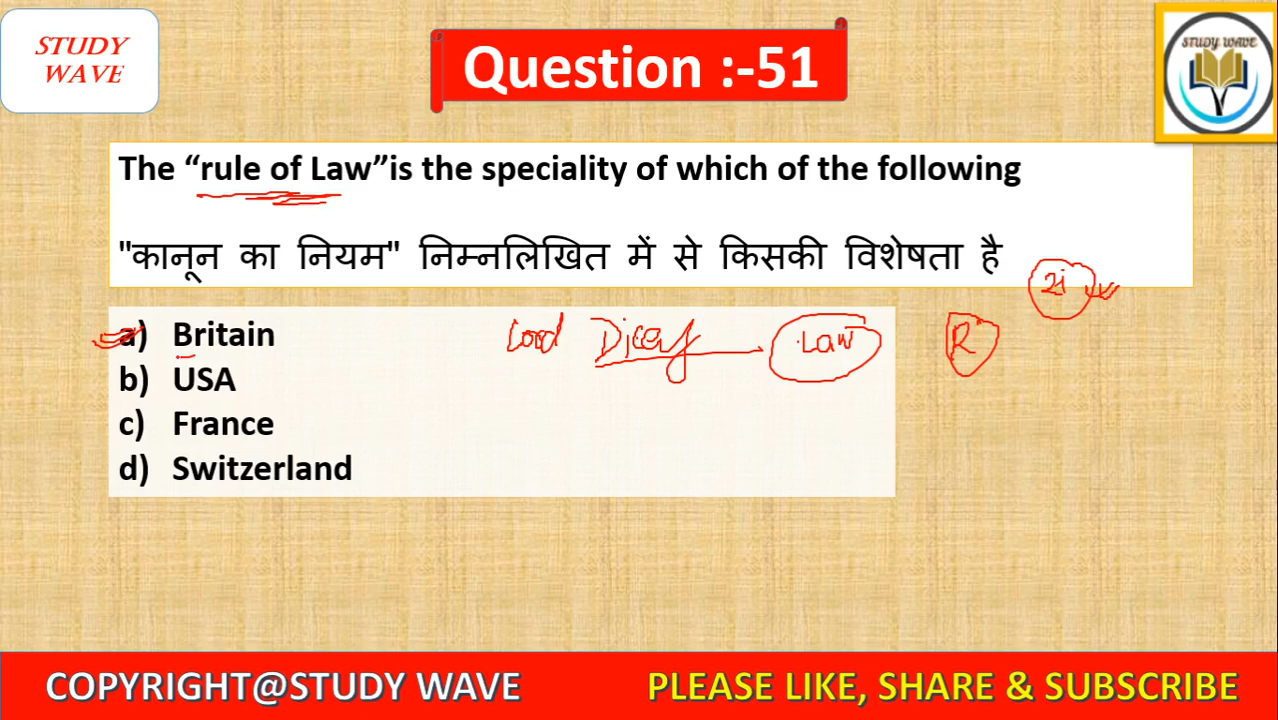 STUDY
WAVE
Question :-51
STUDY WAVE
The “rule of Law”is the speciality of which of the following
"कानून का नियम" निम्नलिखित में से किसकी विशेषता है
a) Britain
Lord Dicey Law R
b) USA
c) France
d) Switzerland
COPYRIGHT@STUDY WAVE
PLEASE LIKE, SHARE & SUBSCRIBE